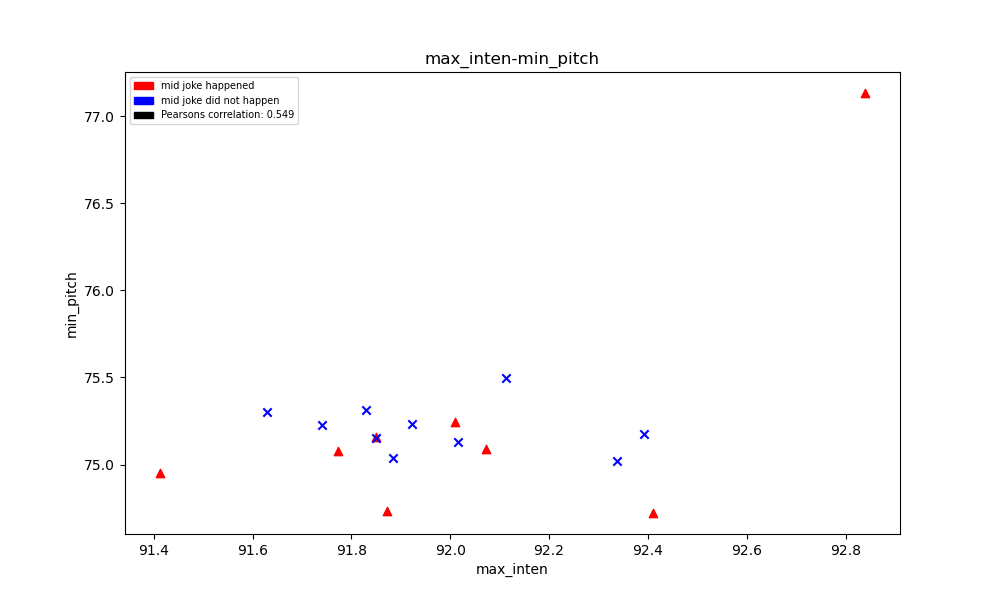 max_inten-min_pitch
mid joke happened
mid joke did not happen
Pearsons correlation: 0.549
77.0
76.5
76.0
75.5
75.0
min_pitch
91.4 91.6 91.8 92.0 92.2 92.4 92.6 92.8
max_inten